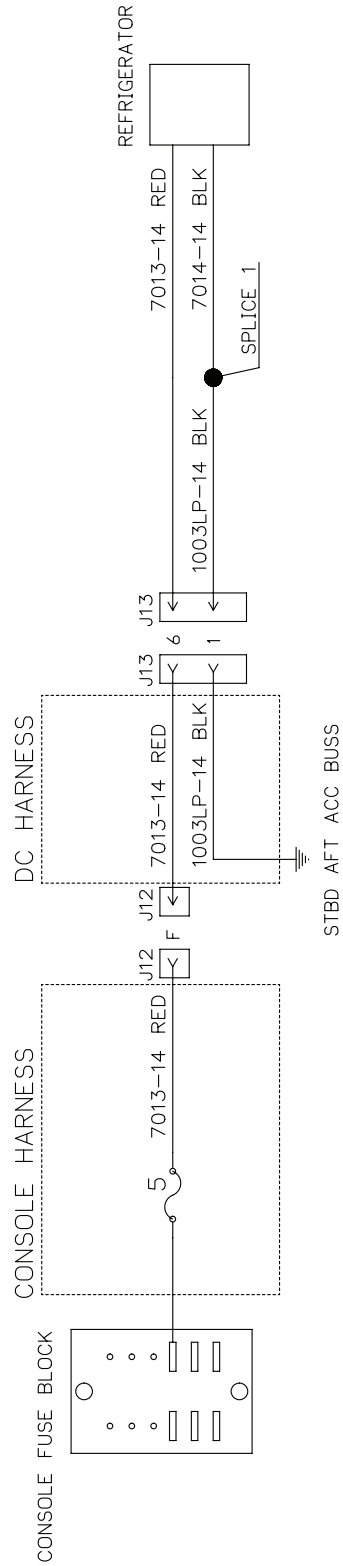 CONSOLE FUSE BLOCK
CONSOLE HARNESS
5
7013-14 RED
J12
F
J12
DC HARNESS
7013-14 RED
1003LP-14 BLK
STBD AFT ACC BUSS
J13
6
1
J13
1003LP-14 BLK
7013-14 RED
7014-14 BLK
SPLICE 1
REFRIGERATOR